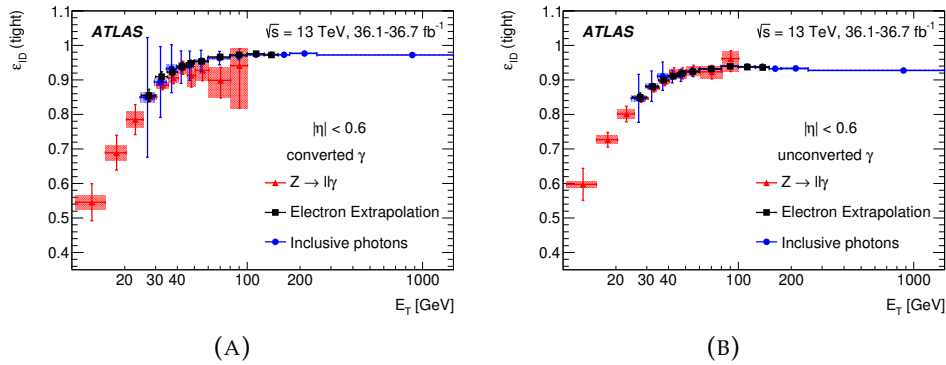 ATLAS √s = 13 TeV, 36.1-36.7 fb⁻¹
ε_ID (tight)
1.1
1
0.9
0.8
0.7
0.6
0.5
0.4
|η| < 0.6
converted γ
Z → llγ
Electron Extrapolation
Inclusive photons
20 30 40 100 200 1000
E_T [GeV]
(A)
ATLAS √s = 13 TeV, 36.1-36.7 fb⁻¹
ε_ID (tight)
1.1
1
0.9
0.8
0.7
0.6
0.5
0.4
|η| < 0.6
unconverted γ
Z → llγ
Electron Extrapolation
Inclusive photons
20 30 40 100 200 1000
E_T [GeV]
(B)